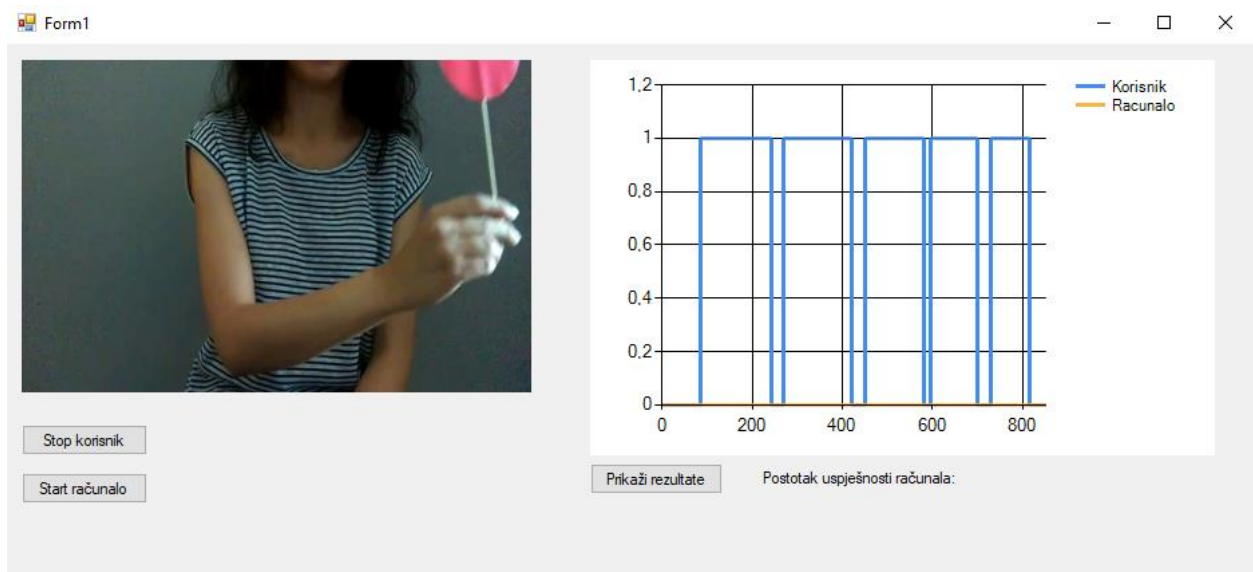 Form1
1,2
1
0,8
0,6
0,4
0,2
0
0 200 400 600 800
Korisnik
Racunalo
Stop korisnik
Start računalo
Prikaži rezultate
Postotak uspješnosti računala: